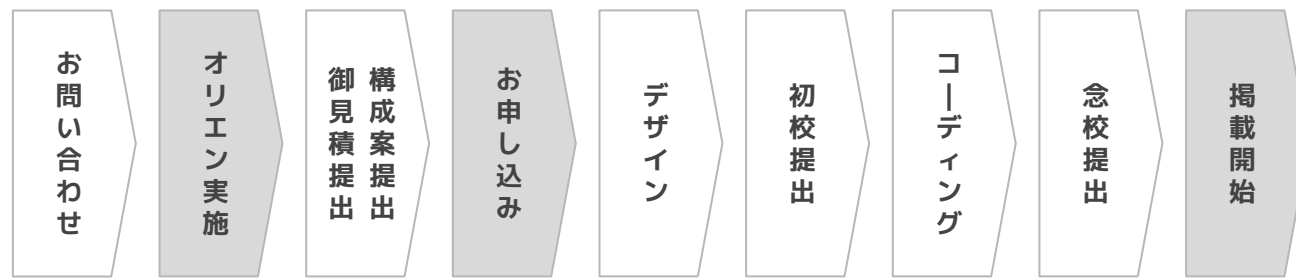 お問い合わせ
オリエン実施
構成案提出
御見積提出
お申し込み
デザイン
初校提出
コーディング
念校提出
掲載開始